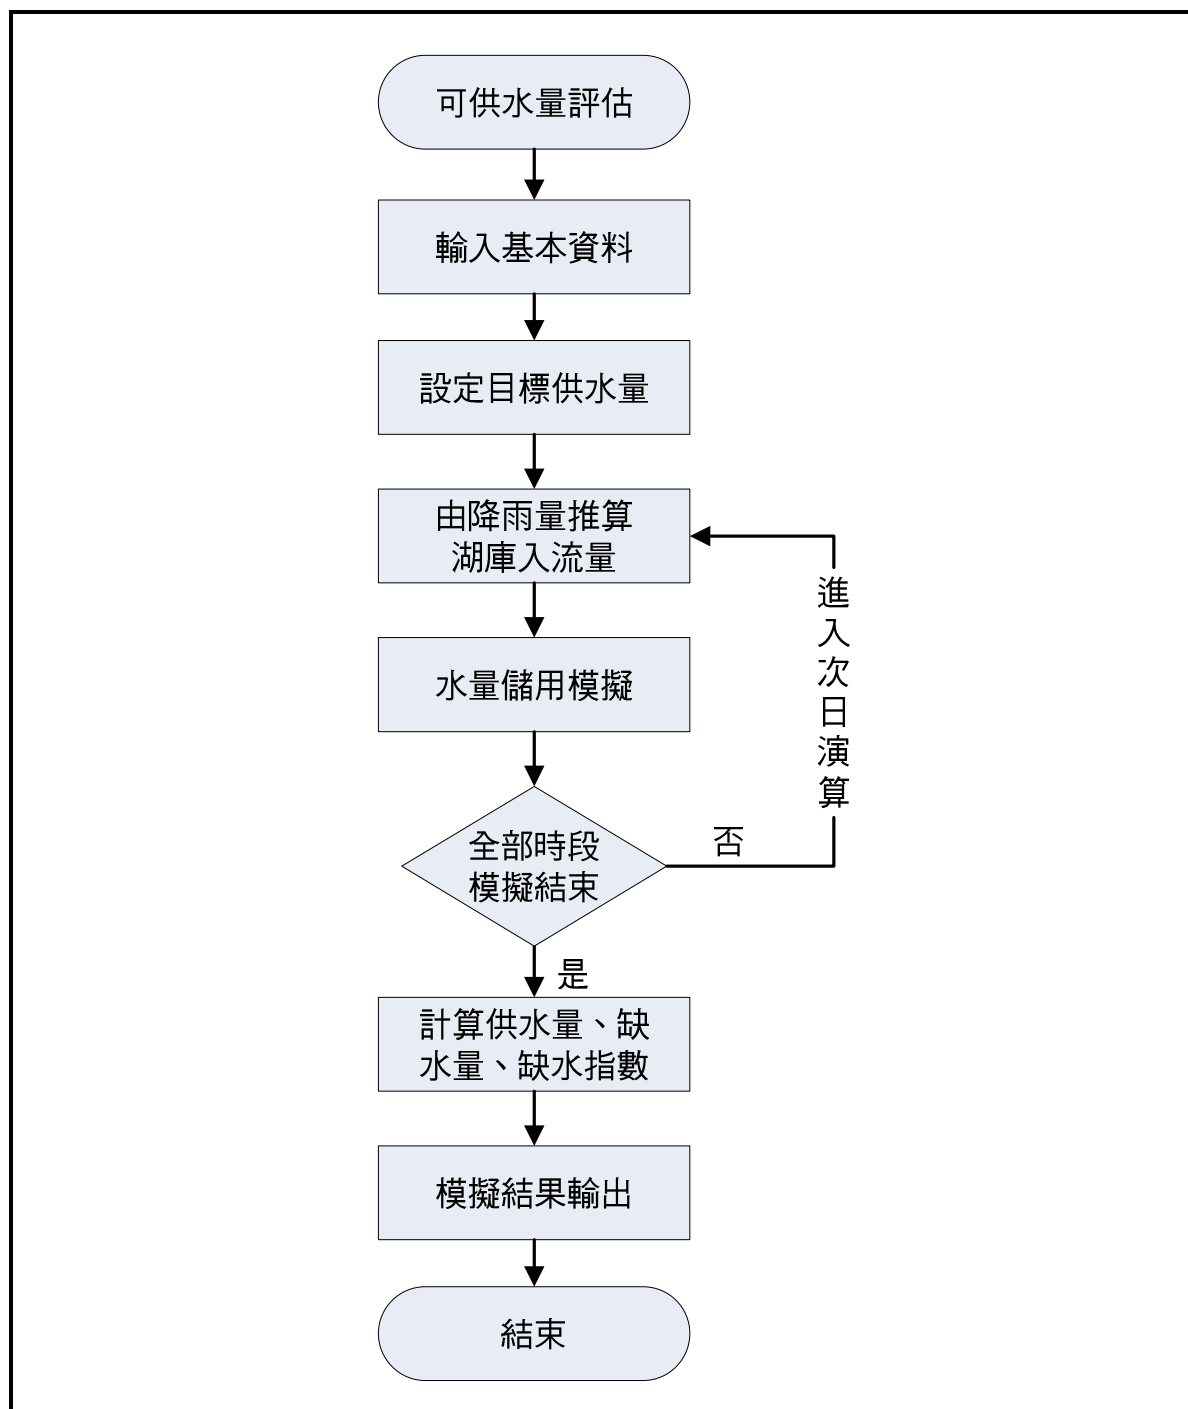 可供水量評估
輸入基本資料
設定目標供水量
由降雨量推算
湖庫入流量
水量儲用模擬
全部時段
模擬結束
否
進入次日演算
是
計算供水量、缺
水量、缺水指數
模擬結果輸出
結束